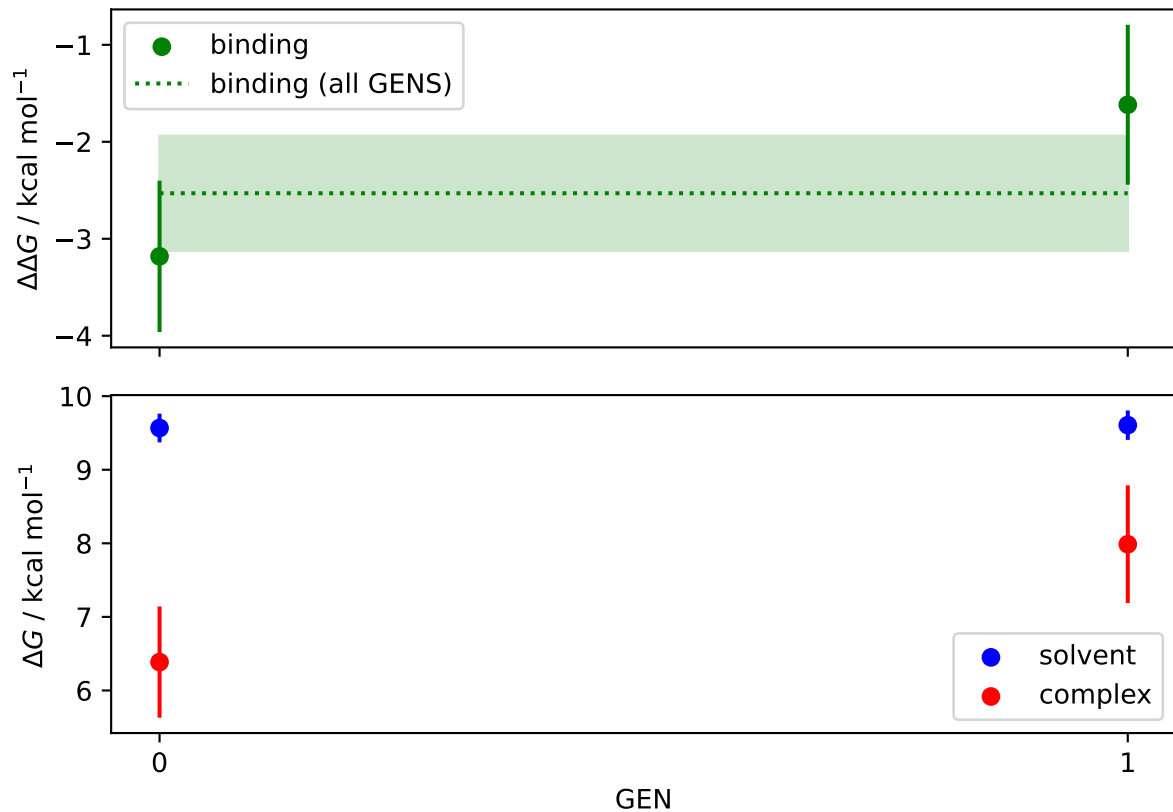 binding
binding (all GENS)
ΔΔG / kcal mol⁻¹
−1
−2
−3
−4
ΔG / kcal mol⁻¹
10
9
8
7
6
solvent
complex
0
1
GEN